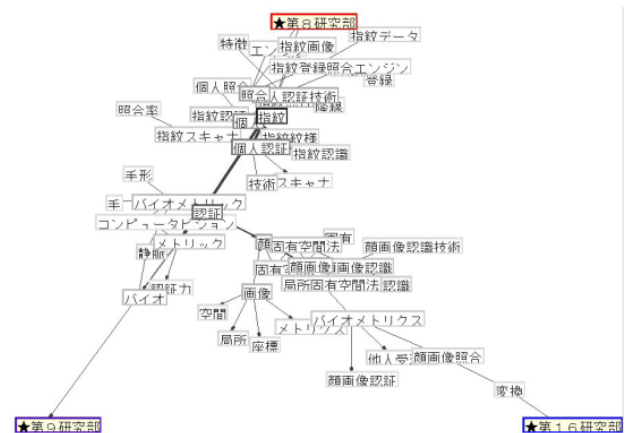 ★第8研究部
指紋データ
特徴
指紋画像
指紋登録照合エンジン
登録
個人照合
照合
人認証技術
照合率
指紋認証
指紋
指紋スキャナ
指紋紋様
個人認証
指紋認識
技術
スキャナ
手形
手
バイオメトリック
認証
コンピュータビジョン
メトリック
静脈
認証力
バイオ
顔
固有空間法
固有
顔画像認識技術
顔画像
画像認識
局所固有空間法
認識
画像
空間
メトリクス
バイオメトリクス
局所
座標
他人受
顔画像照合
顔画像認証
変換
★第9研究部
★第16研究部